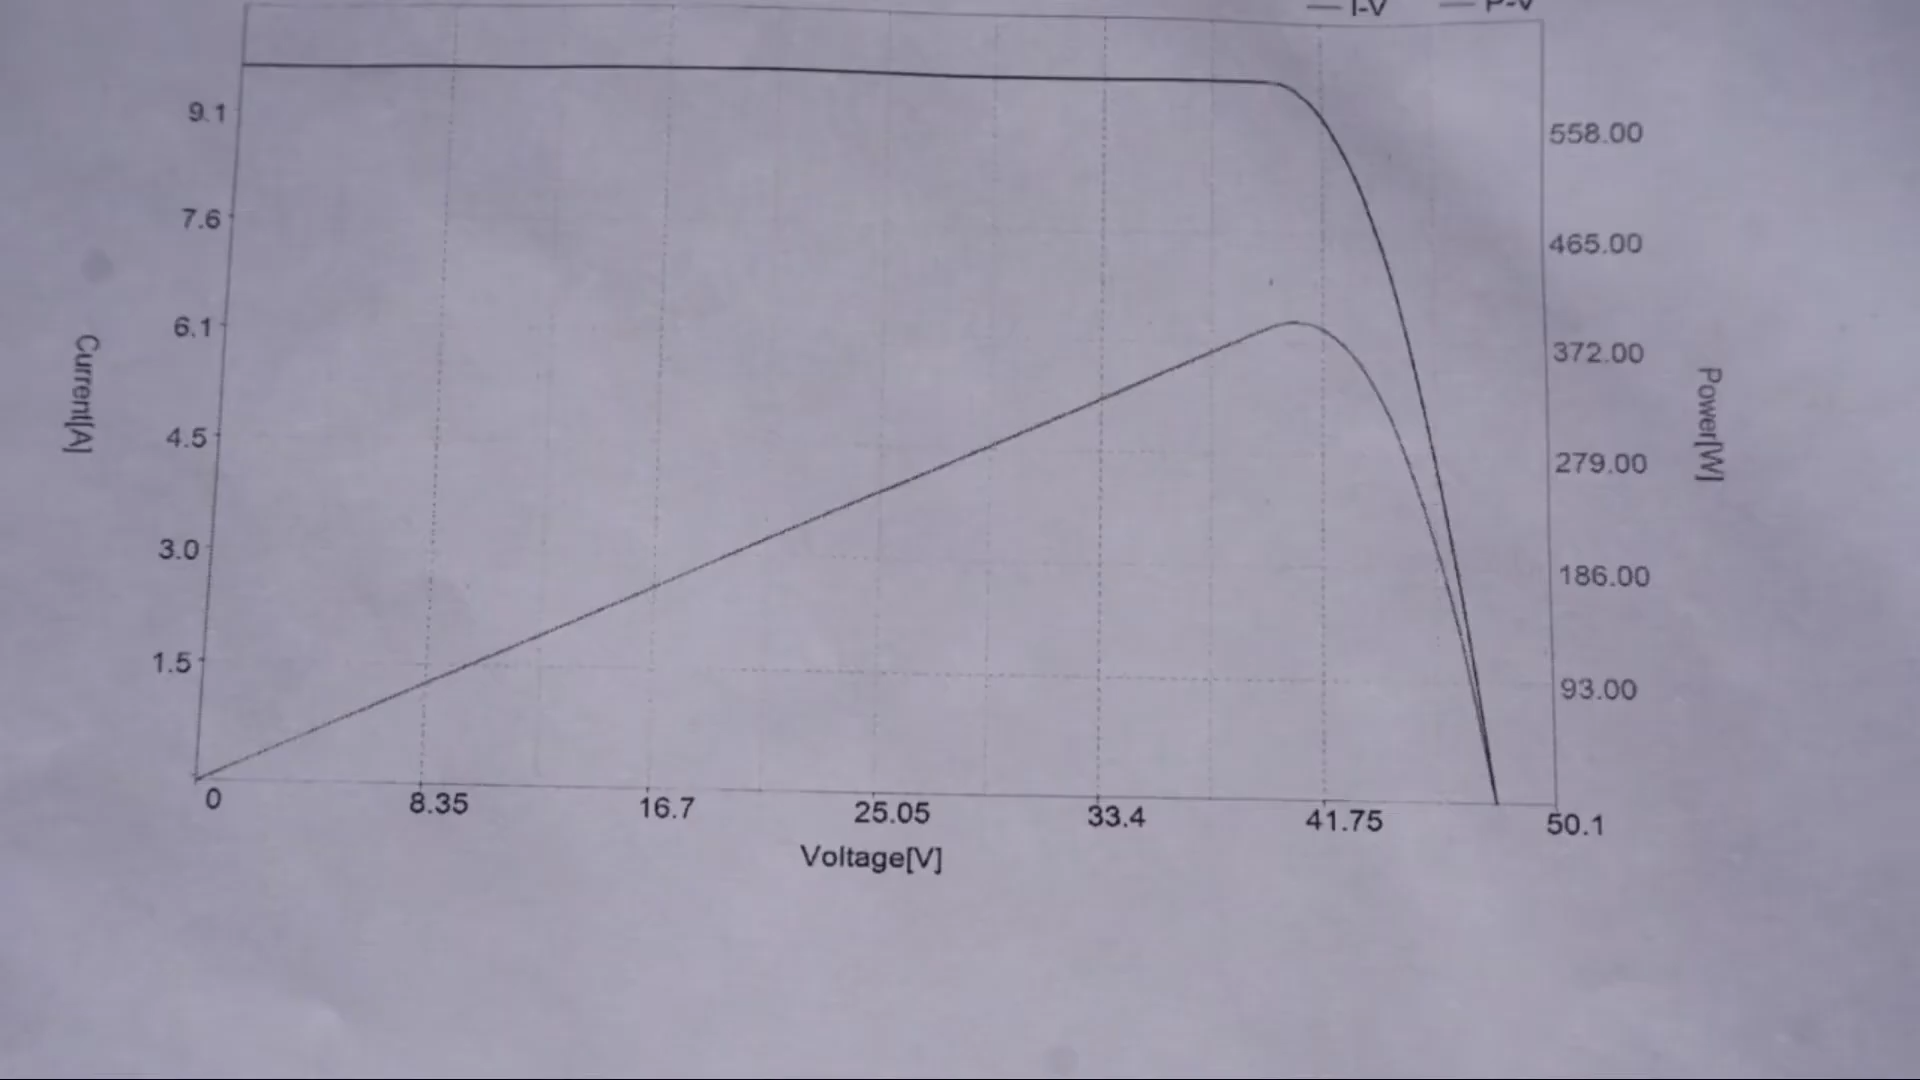 I-V P-V
9.1
7.6
6.1
4.5
3.0
1.5
Current[A]
558.00
465.00
372.00
279.00
186.00
93.00
Power[W]
0 8.35 16.7 25.05 33.4 41.75 50.1
Voltage[V]